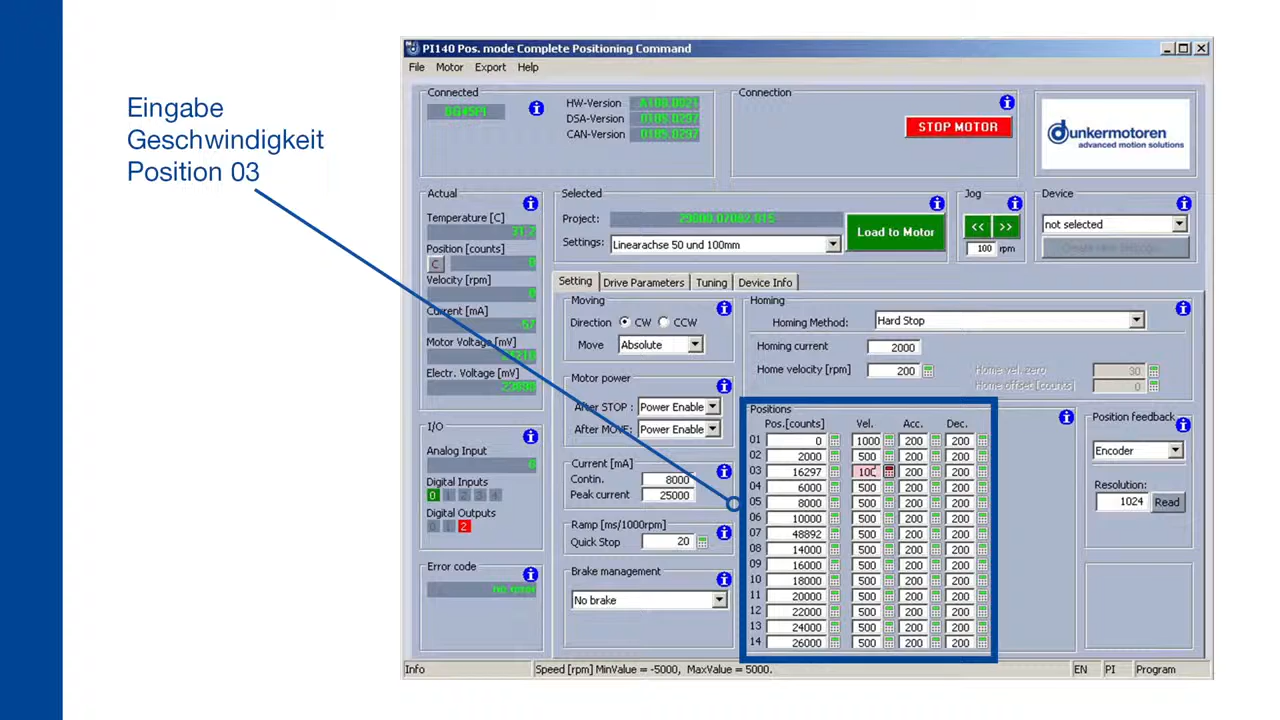 Eingabe
Geschwindigkeit
Position 03
PI140 Pos. mode Complete Positioning Command
File Motor Export Help
Connected
HW-Version
DSA-Version
CAN-Version
Connection
STOP MOTOR
dunkermotoren
advanced motion solutions
Actual
Temperature [C]
Position [counts]
C
Velocity [rpm]
Current [mA]
57
Motor Voltage [mV]
Electr. Voltage [mV]
Selected
Project:
Settings: Linearachse 50 und 100mm
Load to Motor
Jog
<< >>
100 rpm
Device
not selected
Setting Drive Parameters Tuning Device Info
Moving
Direction CW CCW
Move Absolute
Motor power
After STOP : Power Enable
After MOVE: Power Enable
Current [mA]
Contin. 8000
Peak current 25000
Ramp [ms/1000rpm]
Quick Stop 20
Brake management
No brake
Homing
Homing Method: Hard Stop
Homing current 2000
Home velocity [rpm] 200
Home vel. zero 30
Home offset [counts] 0
Positions
Pos.[counts] Vel. Acc. Dec.
01 0 1000 200 200
02 2000 500 200 200
03 16297 100 200 200
04 6000 500 200 200
05 8000 500 200 200
06 10000 500 200 200
07 48892 500 200 200
08 14000 500 200 200
09 16000 500 200 200
10 18000 500 200 200
11 20000 500 200 200
12 22000 500 200 200
13 24000 500 200 200
14 26000 500 200 200
Position feedback
Encoder
Resolution:
1024 Read
I/O
Analog Input
0
Digital Inputs
0 1 2 3 4
Digital Outputs
0 1 2
Error code
No error
Info Speed [rpm] MinValue = -5000, MaxValue = 5000. EN PI Program